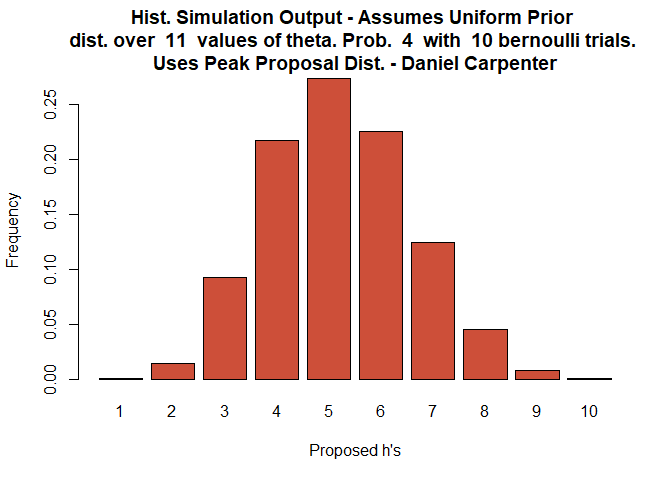 Hist. Simulation Output - Assumes Uniform Prior
dist. over  11  values of theta. Prob.  4  with  10 bernoulli trials.
Uses Peak Proposal Dist. - Daniel Carpenter
0.25
0.20
0.15
0.10
0.05
0.00
Frequency
1 2 3 4 5 6 7 8 9 10
Proposed h's